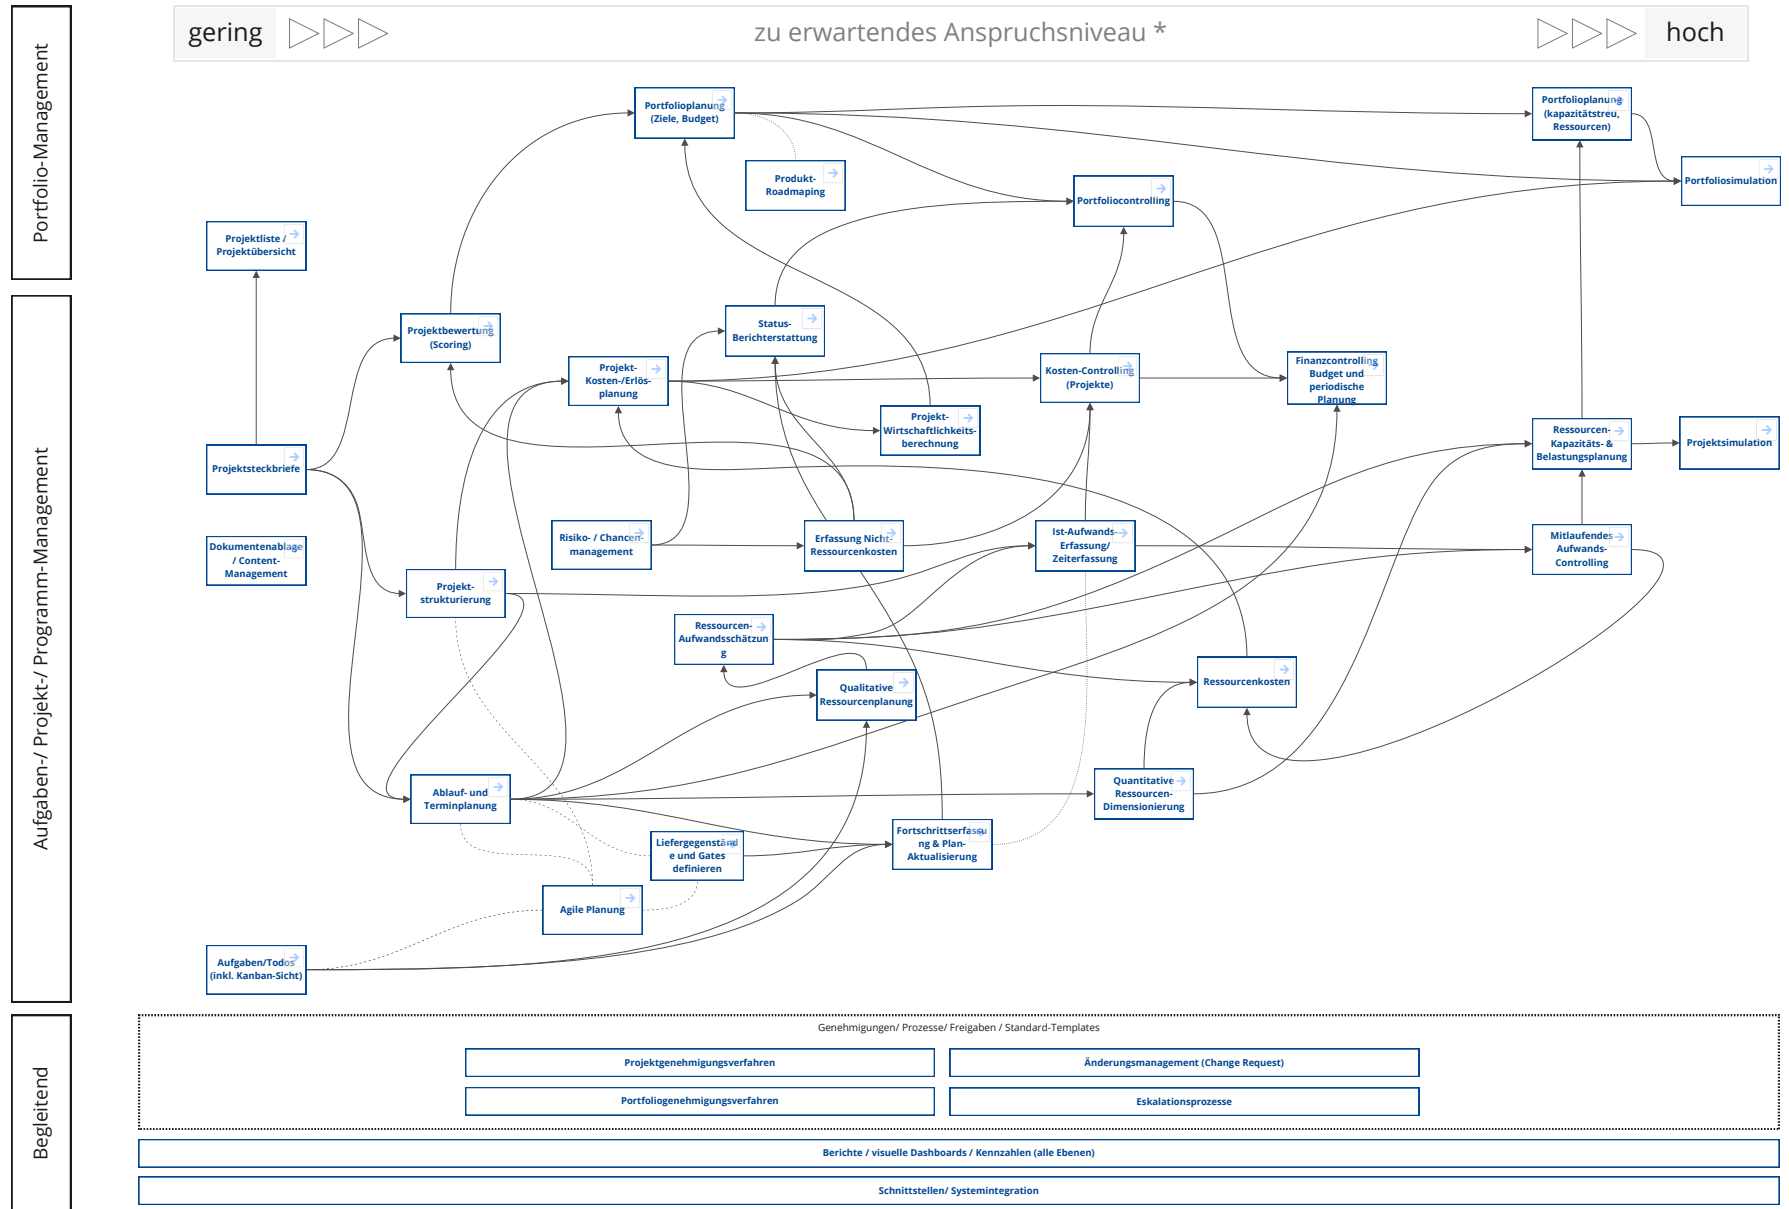 gering
zu erwartendes Anspruchsniveau *
hoch
Portfolio-Management
Portfolioplanung
(Ziele, Budget)
Portfolioplanung
(kapazitätstreu,
Ressourcen)
Produkt-
Roadmaping
Portfoliosimulation
Portfoliocontrolling
Projektliste /
Projektübersicht
Aufgaben-/ Projekt-/ Programm-Management
Projektbewertung
(Scoring)
Status-
Berichterstattung
Projekt-
Kosten-/Erlös-
planung
Kosten-Controlling
(Projekte)
Finanzcontrolling
Budget und
periodische
Planung
Projekt-
Wirtschaftlichkeits-
berechnung
Ressourcen-
Kapazitäts- &
Belastungsplanung
Projektsimulation
Projektsteckbriefe
Dokumentenablage
/ Content-
Management
Risiko- / Chancen-
management
Erfassung Nicht-
Ressourcenkosten
Ist-Aufwands-
Erfassung/
Zeiterfassung
Mitlaufendes
Aufwands-
Controlling
Projekt-
strukturierung
Ressourcen-
Aufwandsschätzun
g
Qualitative
Ressourcenplanung
Ressourcenkosten
Ablauf- und
Terminplanung
Quantitative
Ressourcen-
Dimensionierung
Liefergegenständ
e und Gates
definieren
Fortschrittserfassu
ng & Plan-
Aktualisierung
Agile Planung
Aufgaben/Todos
(inkl. Kanban-Sicht)
Begleitend
Genehmigungen/ Prozesse/ Freigaben / Standard-Templates
Projektgenehmigungsverfahren
Änderungsmanagement (Change Request)
Portfoliogenehmigungsverfahren
Eskalationsprozesse
Berichte / visuelle Dashboards / Kennzahlen (alle Ebenen)
Schnittstellen/ Systemintegration